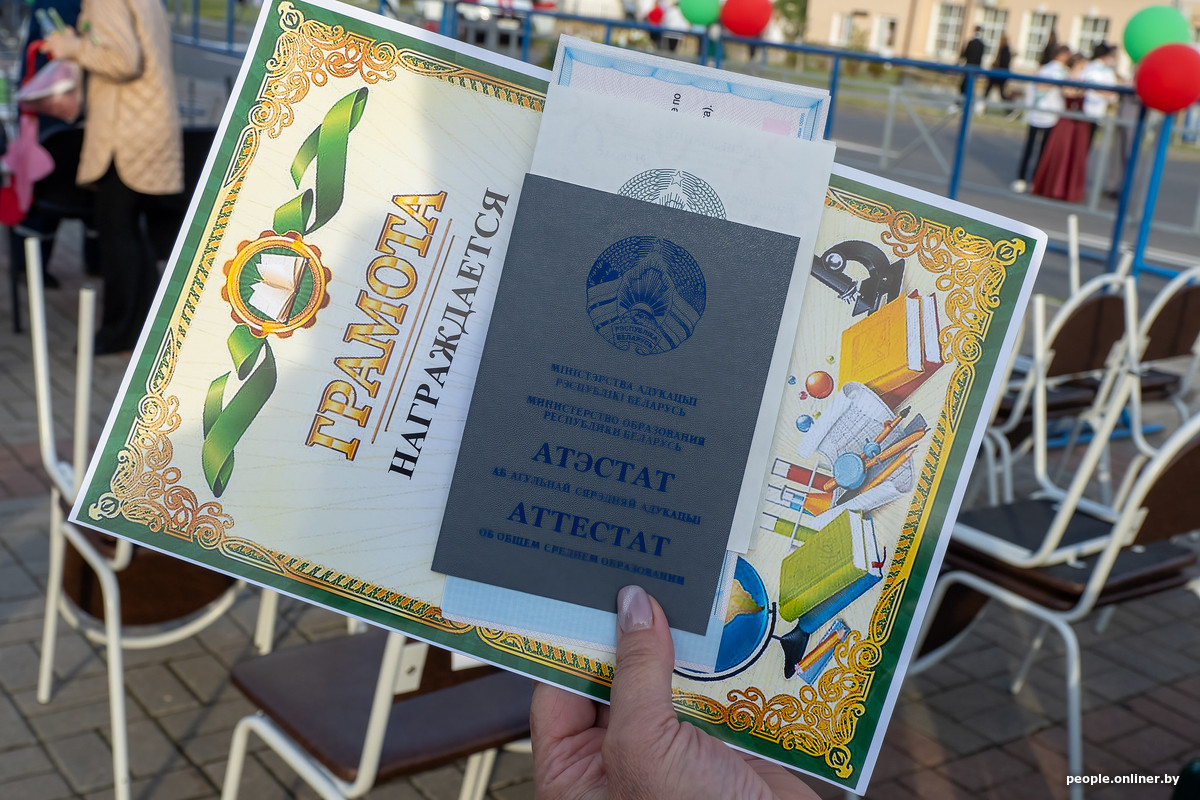 ГРАМОТА
НАГРАЖДАЕТСЯ
РЭСПУБЛІКА
БЕЛАРУСЬ
МІНІСТЭРСТВА АДУКАЦЫІ
РЭСПУБЛІКІ БЕЛАРУСЬ
МИНИСТЕРСТВО ОБРАЗОВАНИЯ
РЕСПУБЛИКИ БЕЛАРУСЬ
АТЭСТАТ
АБ АГУЛЬНАЙ СЯРЭДНЯЙ АДУКАЦЫІ
АТТЕСТАТ
ОБ ОБЩЕМ СРЕДНЕМ ОБРАЗОВАНИИ
people.onliner.by